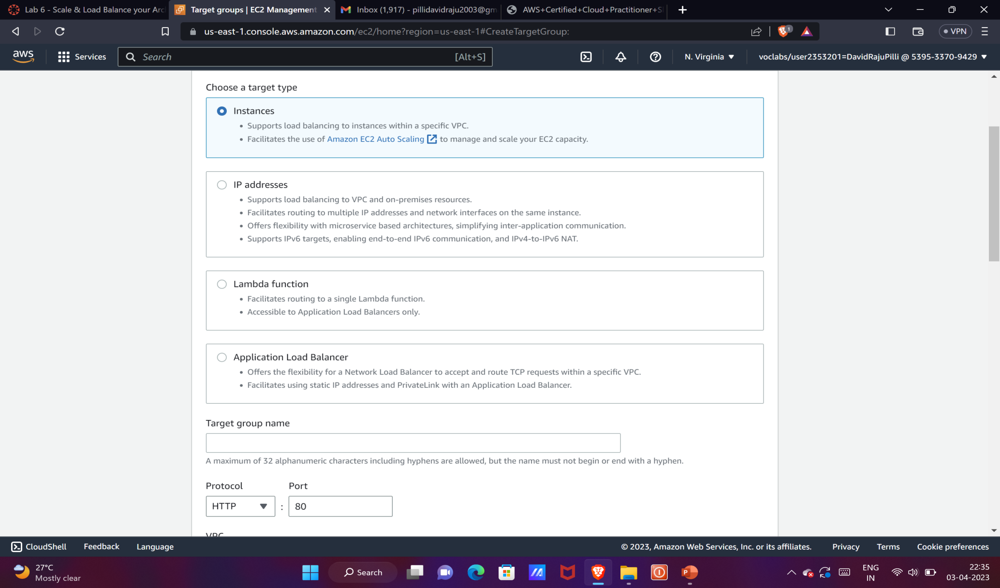 Lab 6 - Scale & Load Balance your Arc
Target groups | EC2 Management
Inbox (1,917) - pillidavidraju2003@gm
AWS+Certified+Cloud+Practitioner+S
us-east-1.console.aws.amazon.com/ec2/home?region=us-east-1#CreateTargetGroup:
1
VPN
aws
Services
Search
[Alt+S]
N. Virginia
voclabs/user2353201=DavidRajuPilli @ 5395-3370-9429
Choose a target type
Instances
• Supports load balancing to instances within a specific VPC.
• Facilitates the use of Amazon EC2 Auto Scaling to manage and scale your EC2 capacity.
IP addresses
• Supports load balancing to VPC and on-premises resources.
• Facilitates routing to multiple IP addresses and network interfaces on the same instance.
• Offers flexibility with microservice based architectures, simplifying inter-application communication.
• Supports IPv6 targets, enabling end-to-end IPv6 communication, and IPv4-to-IPv6 NAT.
Lambda function
• Facilitates routing to a single Lambda function.
• Accessible to Application Load Balancers only.
Application Load Balancer
• Offers the flexibility for a Network Load Balancer to accept and route TCP requests within a specific VPC.
• Facilitates using static IP addresses and PrivateLink with an Application Load Balancer.
Target group name
A maximum of 32 alphanumeric characters including hyphens are allowed, but the name must not begin or end with a hyphen.
Protocol
Port
HTTP
:
80
VPC
CloudShell
Feedback
Language
© 2023, Amazon Web Services, Inc. or its affiliates.
Privacy
Terms
Cookie preferences
27°C
Mostly clear
Search
ENG
IN
22:35
03-04-2023